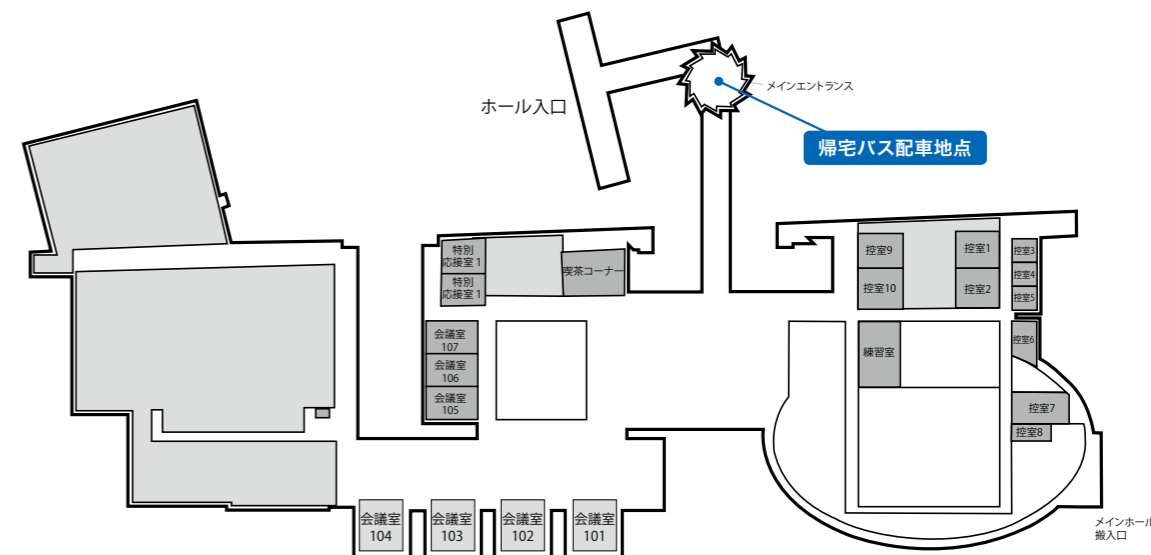 メインエントランス
ホール入口
帰宅バス配車地点
特別
応接室 1
特別
応接室 1
喫茶コーナー
控室9
控室1
控室3
控室4
控室10
控室2
控室5
会議室
107
会議室
106
会議室
105
練習室
控室6
控室7
控室8
会議室
104
会議室
103
会議室
102
会議室
101
メインホール
搬入口